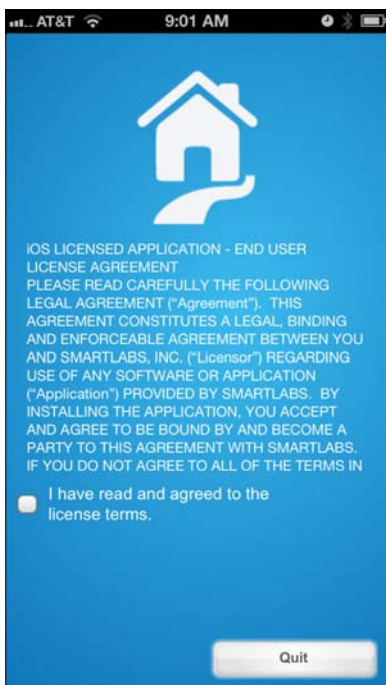 AT&T 9:01 AM
iOS LICENSED APPLICATION - END USER
LICENSE AGREEMENT
PLEASE READ CAREFULLY THE FOLLOWING
LEGAL AGREEMENT (“Agreement”).  THIS
AGREEMENT CONSTITUTES A LEGAL, BINDING
AND ENFORCEABLE AGREEMENT BETWEEN YOU
AND SMARTLABS, INC. (“Licensor”) REGARDING
USE OF ANY SOFTWARE OR APPLICATION
(“Application”) PROVIDED BY SMARTLABS.  BY
INSTALLING THE APPLICATION, YOU ACCEPT
AND AGREE TO BE BOUND BY AND BECOME A
PARTY TO THIS AGREEMENT WITH SMARTLABS.
IF YOU DO NOT AGREE TO ALL OF THE TERMS IN
I have read and agreed to the
license terms.
Quit